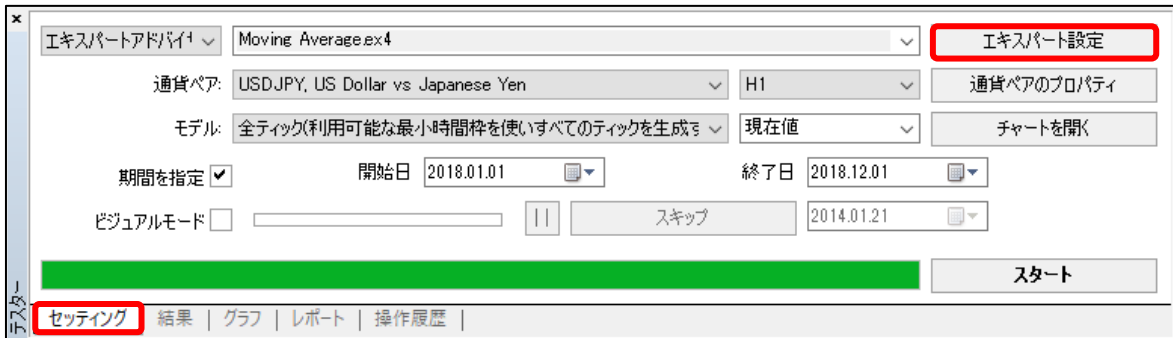 ×
エキスパートアドバイザ Moving Average.ex4 エキスパート設定
通貨ペア: USDJPY, US Dollar vs Japanese Yen H1 通貨ペアのプロパティ
モデル: 全ティック(利用可能な最小時間枠を使いすべてのティックを生成す 現在値 チャートを開く
期間を指定 開始日 2018.01.01 終了日 2018.12.01
ビジュアルモード スキップ 2014.01.21
スタート
テスター
セッティング | 結果 | グラフ | レポート | 操作履歴 |